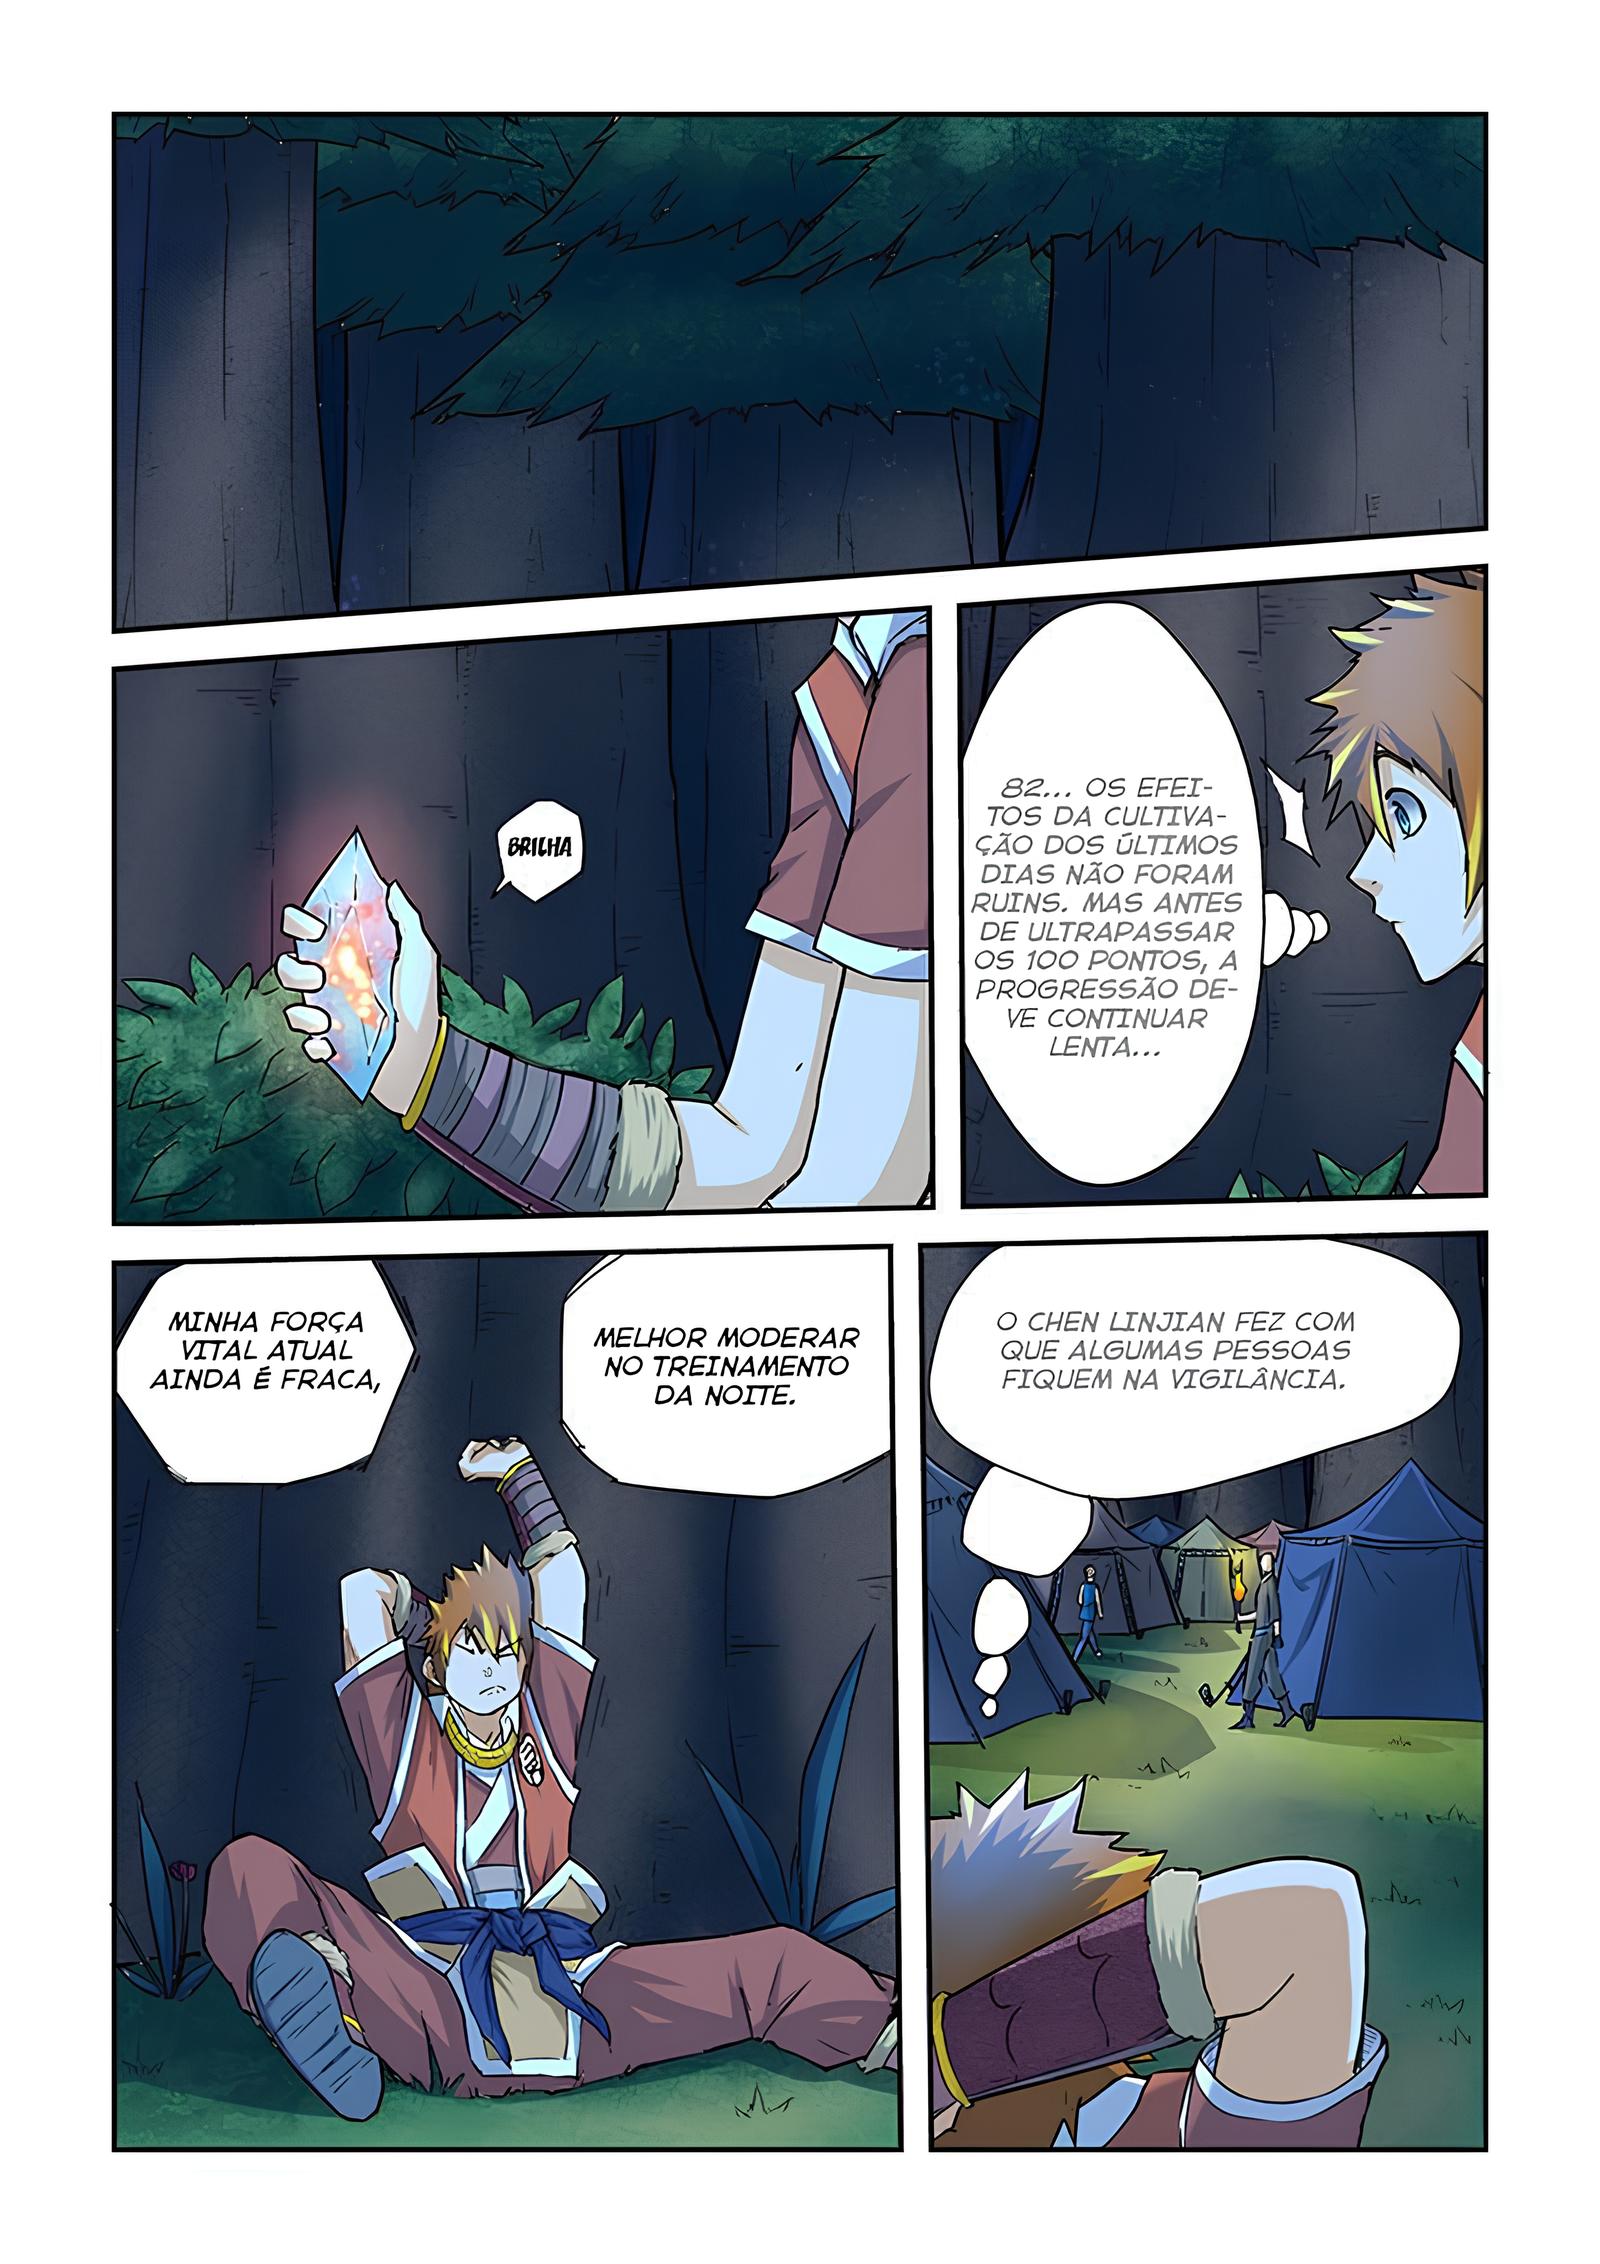 BRILHA
82... OS EFEI-
TOS DA CULTIVA-
ÇÃO DOS ÚLTIMOS
DIAS NÃO FORAM
RUINS. MAS ANTES
DE ULTRAPASSAR
OS 100 PONTOS, A
PROGRESSÃO DE-
VE CONTINUAR
LENTA...
MINHA FORÇA
VITAL ATUAL
AINDA É FRACA,
MELHOR MODERAR
NO TREINAMENTO
DA NOITE.
O CHEN LINJIAN FEZ COM
QUE ALGUMAS PESSOAS
FIQUEM NA VIGILÂNCIA.